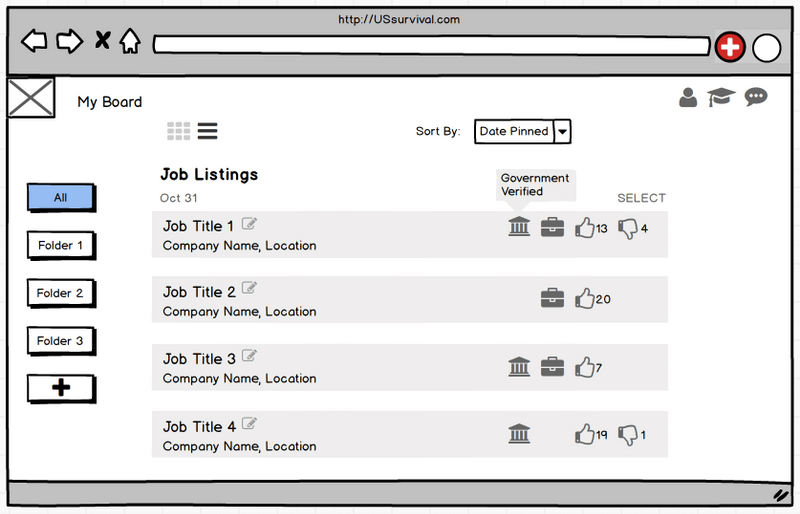 http://USsurvival.com
My Board
Sort By: Date Pinned
Job Listings
Government
Verified
Oct 31
SELECT
All
Folder 1
Folder 2
Folder 3
Job Title 1
Company Name, Location
13
4
Job Title 2
Company Name, Location
20
Job Title 3
Company Name, Location
7
Job Title 4
Company Name, Location
19
1